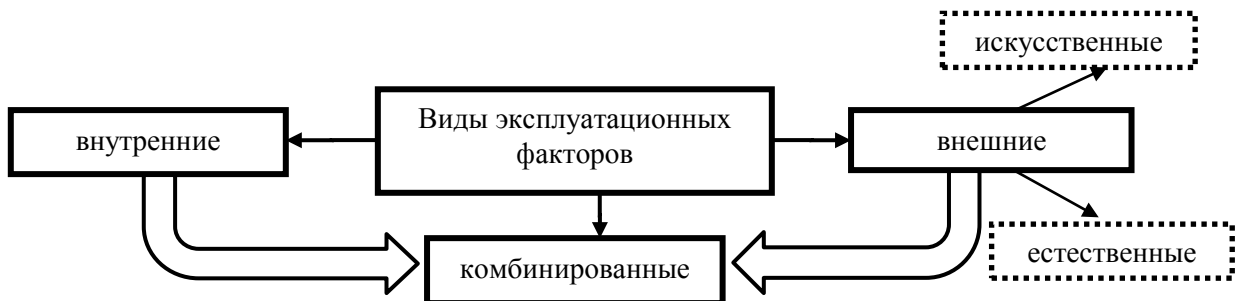 искусственные
Виды эксплуатационных
факторов
внутренние
внешние
естественные
комбинированные